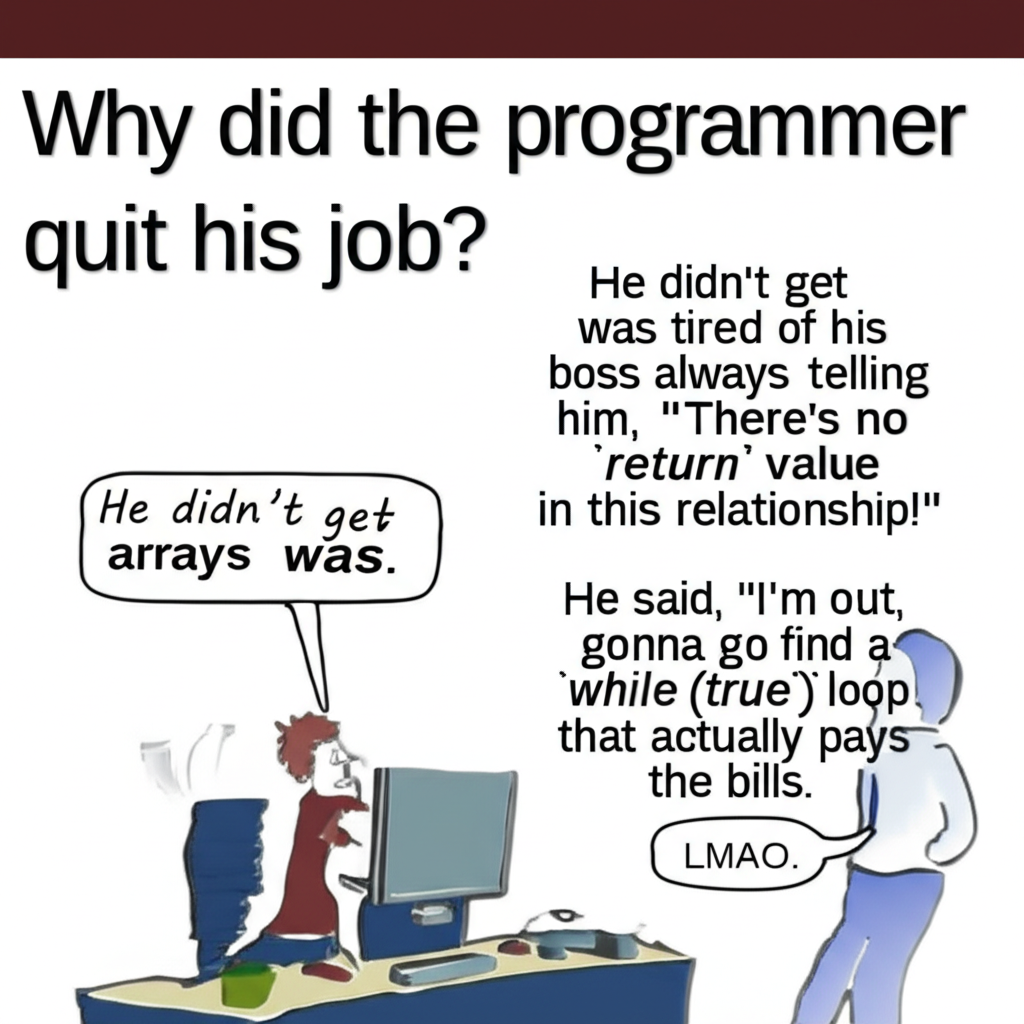 Why did the programmer
quit his job?
He didn't get
was tired of his
boss always telling
him, "There's no
`return` value
in this relationship!"
He didn't get
arrays was.
He said, "I'm out,
gonna go find a
`while (true`)` loop
that actually pays
the bills.
LMAO.